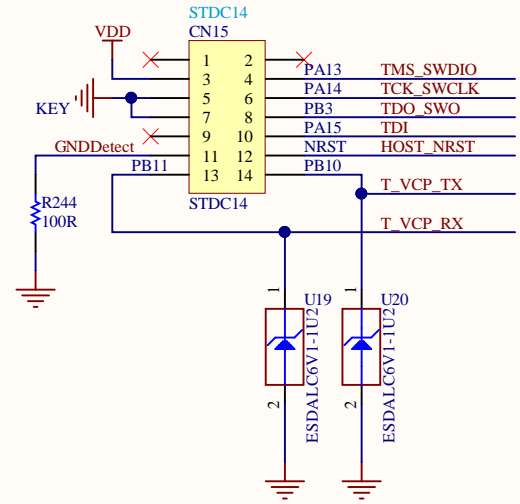 STDC14
CN15
VDD
1 2
3 4 PA13 TMS_SWDIO
5 6 PA14 TCK_SWCLK
KEY 7 8 PB3 TDO_SWO
9 10 PA15 TDI
GNDDetect 11 12 NRST HOST_NRST
PB11 13 14 PB10
T_VCP_TX
STDC14
R244
100R
T_VCP_RX
1 U19 1 U20
ESDALC6V1-1U2
ESDALC6V1-1U2
2 2